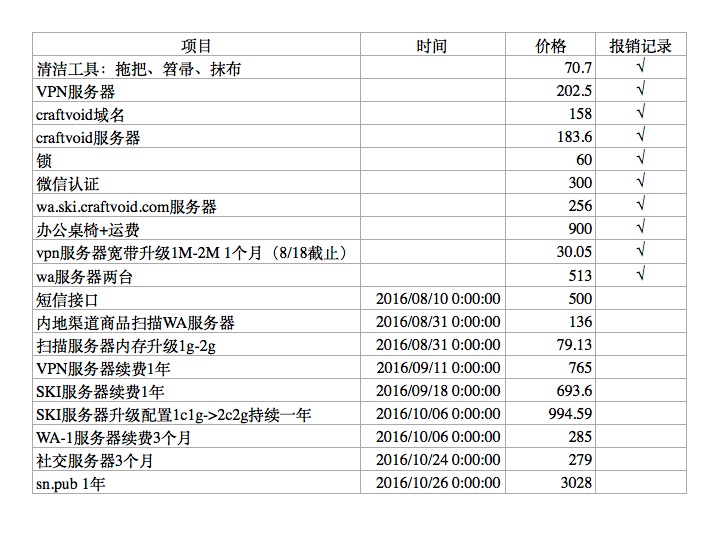 项目 时间 价格 报销记录
清洁工具：拖把、笤帚、抹布 70.7 √
VPN服务器 202.5 √
craftvoid域名 158 √
craftvoid服务器 183.6 √
锁 60 √
微信认证 300 √
wa.ski.craftvoid.com服务器 256 √
办公桌椅+运费 900 √
vpn服务器宽带升级1M-2M 1个月（8/18截止） 30.05 √
wa服务器两台 513 √
短信接口 2016/08/10 0:00:00 500
内地渠道商品扫描WA服务器 2016/08/31 0:00:00 136
扫描服务器内存升级1g-2g 2016/08/31 0:00:00 79.13
VPN服务器续费1年 2016/09/11 0:00:00 765
SKI服务器续费1年 2016/09/18 0:00:00 693.6
SKI服务器升级配置1c1g->2c2g持续一年 2016/10/06 0:00:00 994.59
WA-1服务器续费3个月 2016/10/06 0:00:00 285
社交服务器3个月 2016/10/24 0:00:00 279
sn.pub 1年 2016/10/26 0:00:00 3028